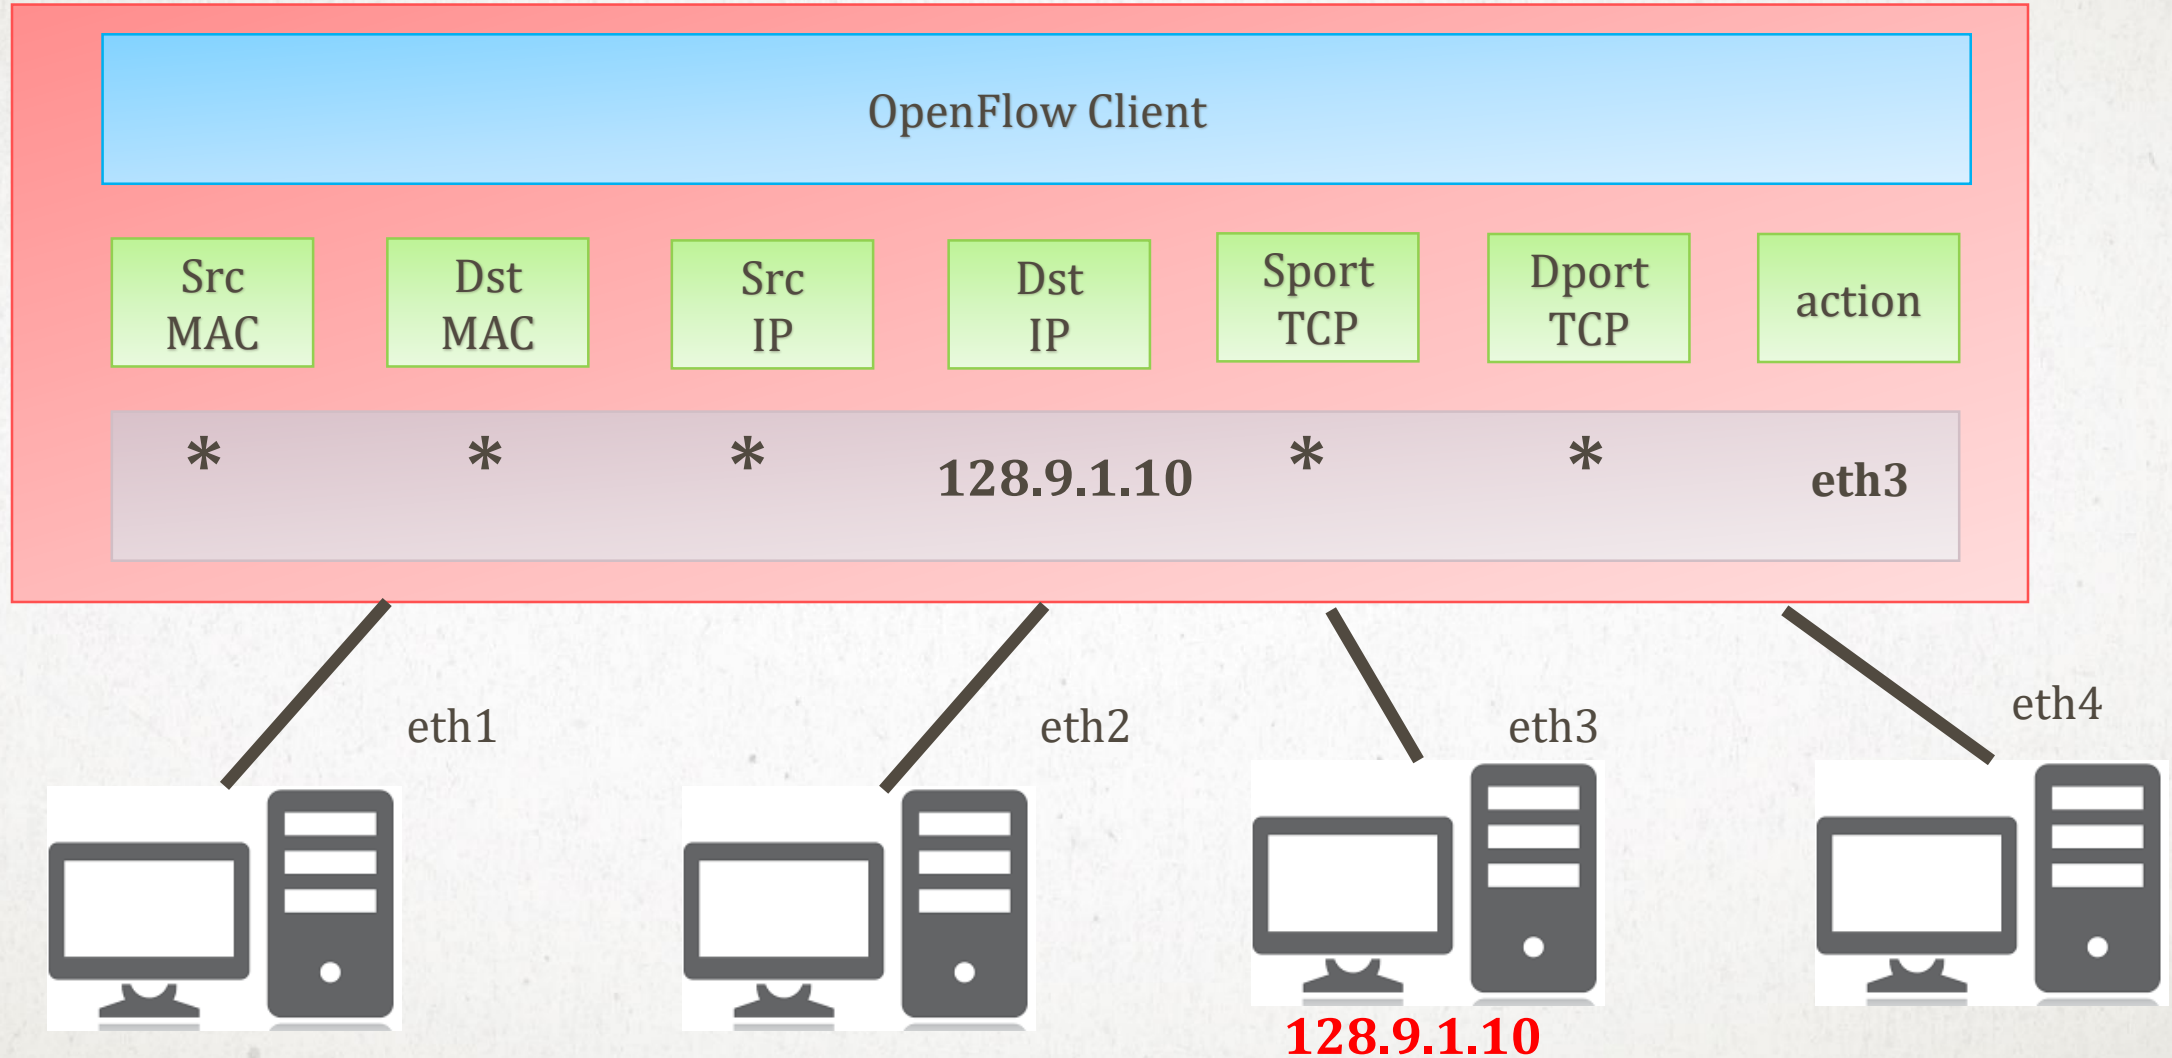 OpenFlow Client
Src
MAC
Dst
MAC
Src
IP
Dst
IP
Sport
TCP
Dport
TCP
action
* * * 128.9.1.10 * * eth3
eth1
eth2
eth3
eth4
128.9.1.10